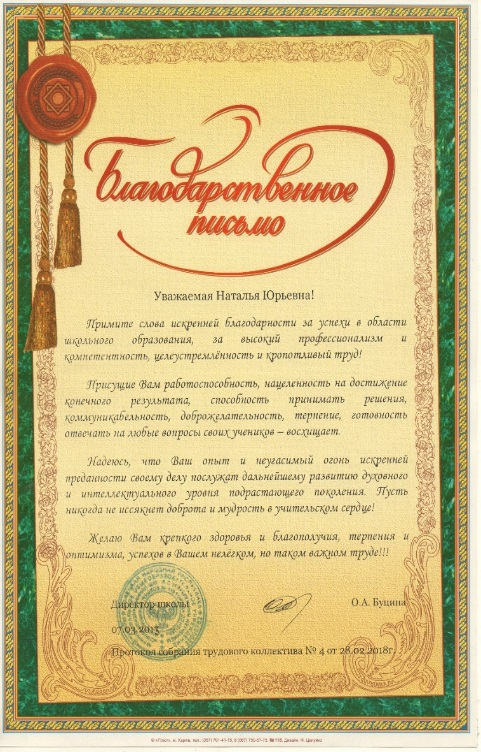 Благодарственное
письмо
Уважаемая Наталья Юрьевна!
Примите слова искренней благодарности за успехи в области
школьного образования, за высокий профессионализм и
компетентность, целеустремлённость и кропотливый труд!
Присущие Вам работоспособность, нацеленность на достижение
конечного результата, способность принимать решения,
коммуникабельность, доброжелательность, терпение, готовность
отвечать на любые вопросы своих учеников – восхищает.
Надеюсь, что Ваш опыт и неугасимый огонь искренней
преданности своему делу послужат дальнейшему развитию духовного
и интеллектуального уровня подрастающего поколения. Пусть
никогда не иссякнет доброта и мудрость в учительском сердце!
Желаю Вам крепкого здоровья и благополучия, терпения и
оптимизма, успехов в Вашем нелёгком, но таком важном труде!!!
Директор школы О.А. Буцина
07.03.2013
Протокол собрания трудового коллектива № 4 от 28.02.2018г.